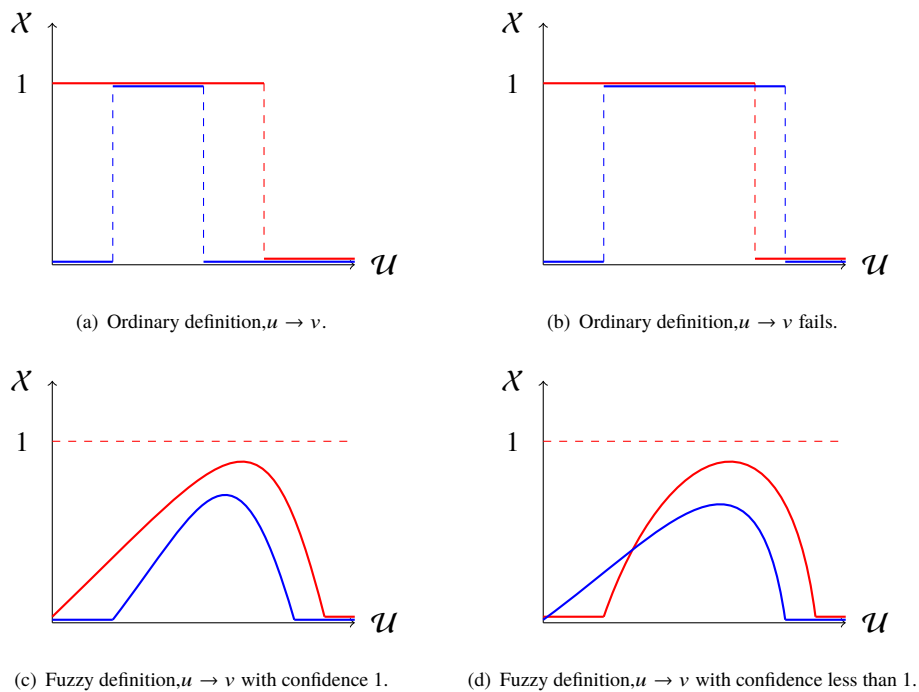 𝒳
𝒳
1
1
𝒰
𝒰
(a) Ordinary definition,u → v.
(b) Ordinary definition,u → v fails.
𝒳
𝒳
1
1
𝒰
𝒰
(c) Fuzzy definition,u → v with confidence 1.
(d) Fuzzy definition,u → v with confidence less than 1.